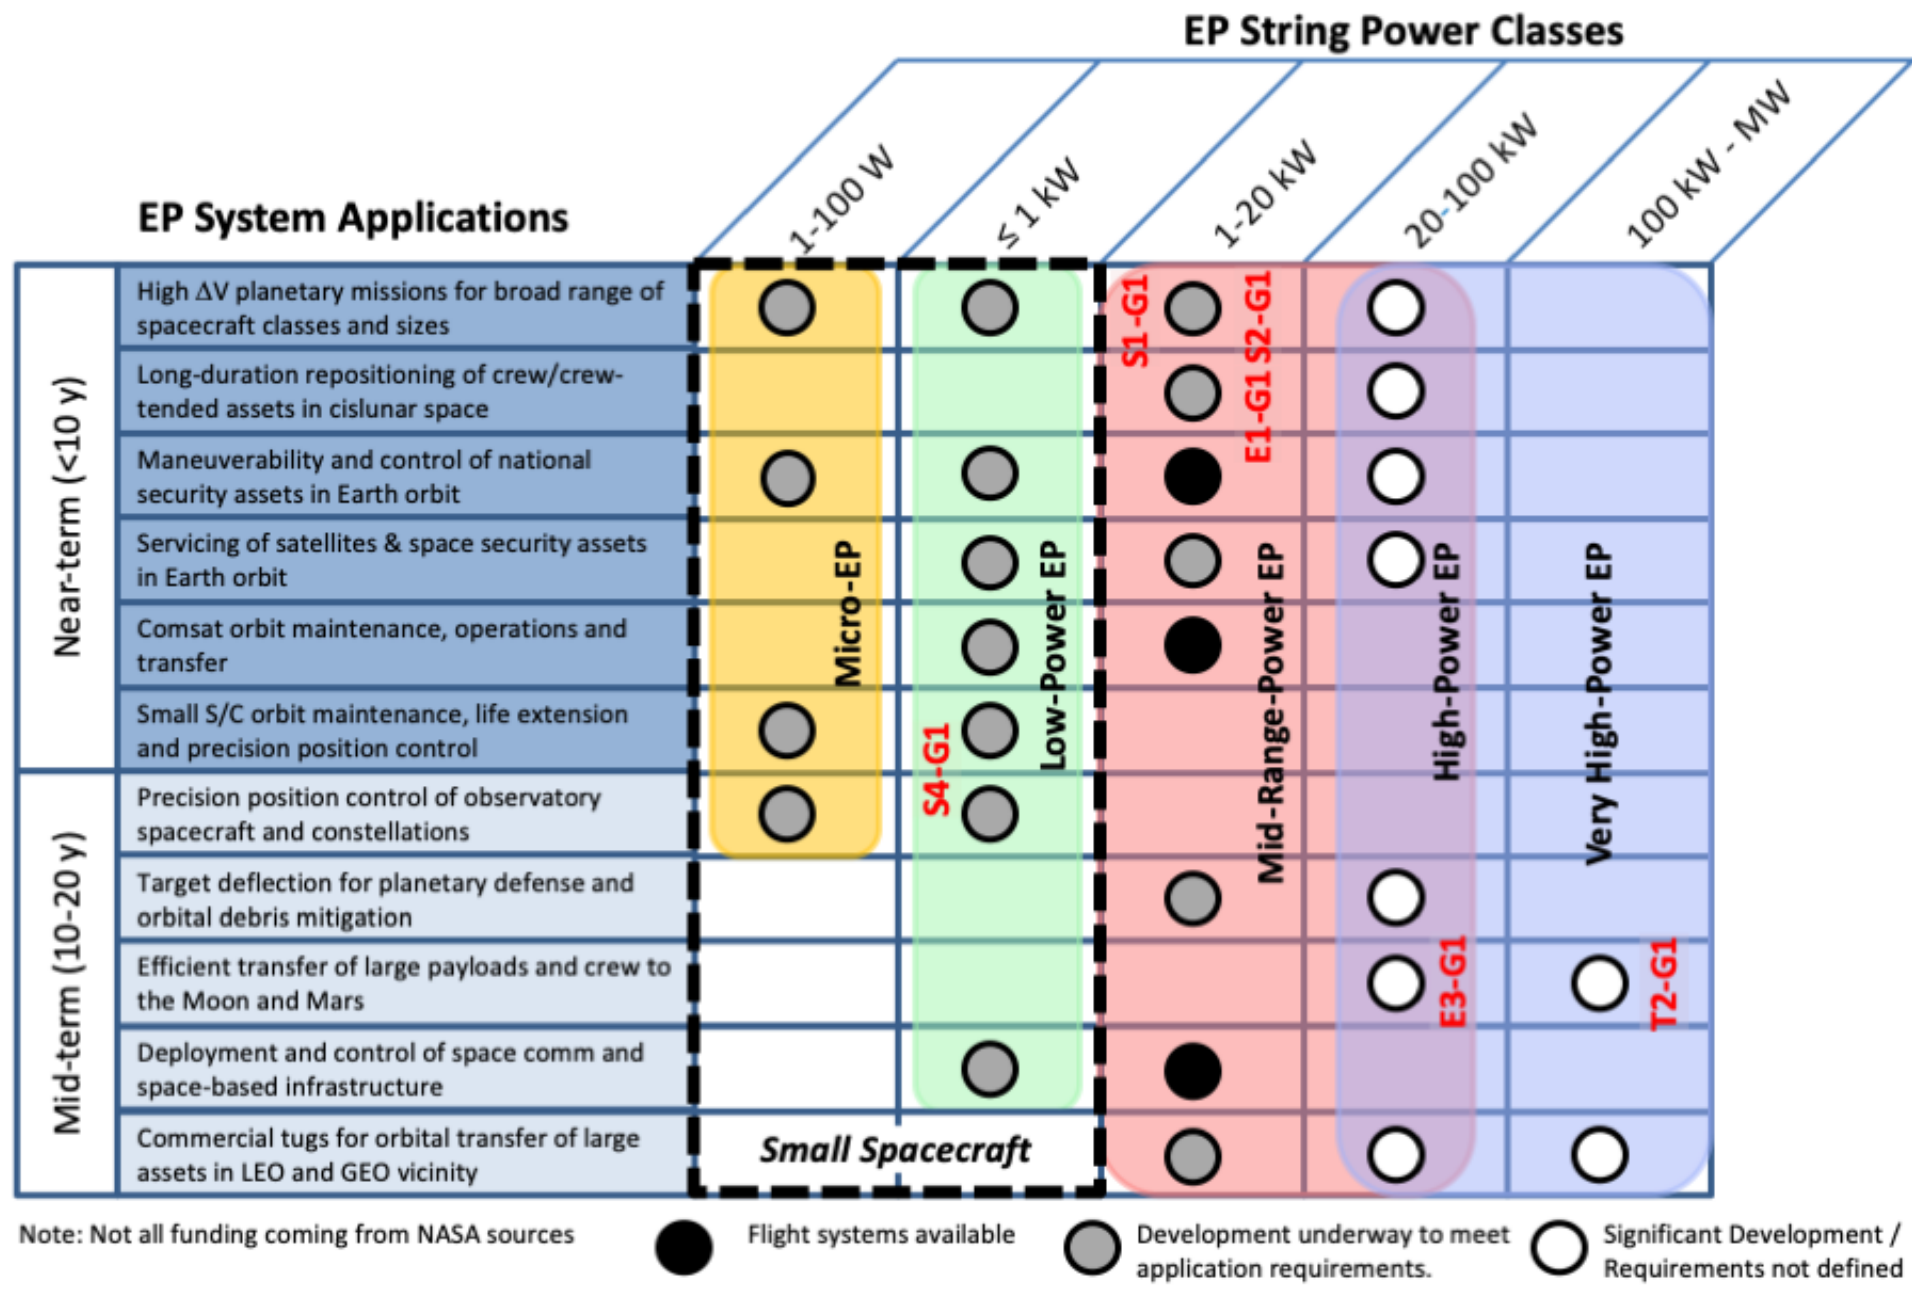 EP String Power Classes
1-100 W
≤ 1 kW
1-20 kW
20-100 kW
100 kW - MW
EP System Applications
Near-term (<10 y)
High ΔV planetary missions for broad range of
spacecraft classes and sizes
S1-G1
S2-G1
Long-duration repositioning of crew/crew-
tended assets in cislunar space
E1-G1
Maneuverability and control of national
security assets in Earth orbit
Servicing of satellites & space security assets
in Earth orbit
Comsat orbit maintenance, operations and
transfer
Small S/C orbit maintenance, life extension
and precision position control
Micro-EP
Low-Power EP
Mid-Range-Power EP
High-Power EP
Very High-Power EP
S4-G1
Mid-term (10-20 y)
Precision position control of observatory
spacecraft and constellations
Target deflection for planetary defense and
orbital debris mitigation
Efficient transfer of large payloads and crew to
the Moon and Mars
E3-G1
T2-G1
Deployment and control of space comm and
space-based infrastructure
Commercial tugs for orbital transfer of large
assets in LEO and GEO vicinity
Small Spacecraft
Note: Not all funding coming from NASA sources
Flight systems available
Development underway to meet
application requirements.
Significant Development /
Requirements not defined